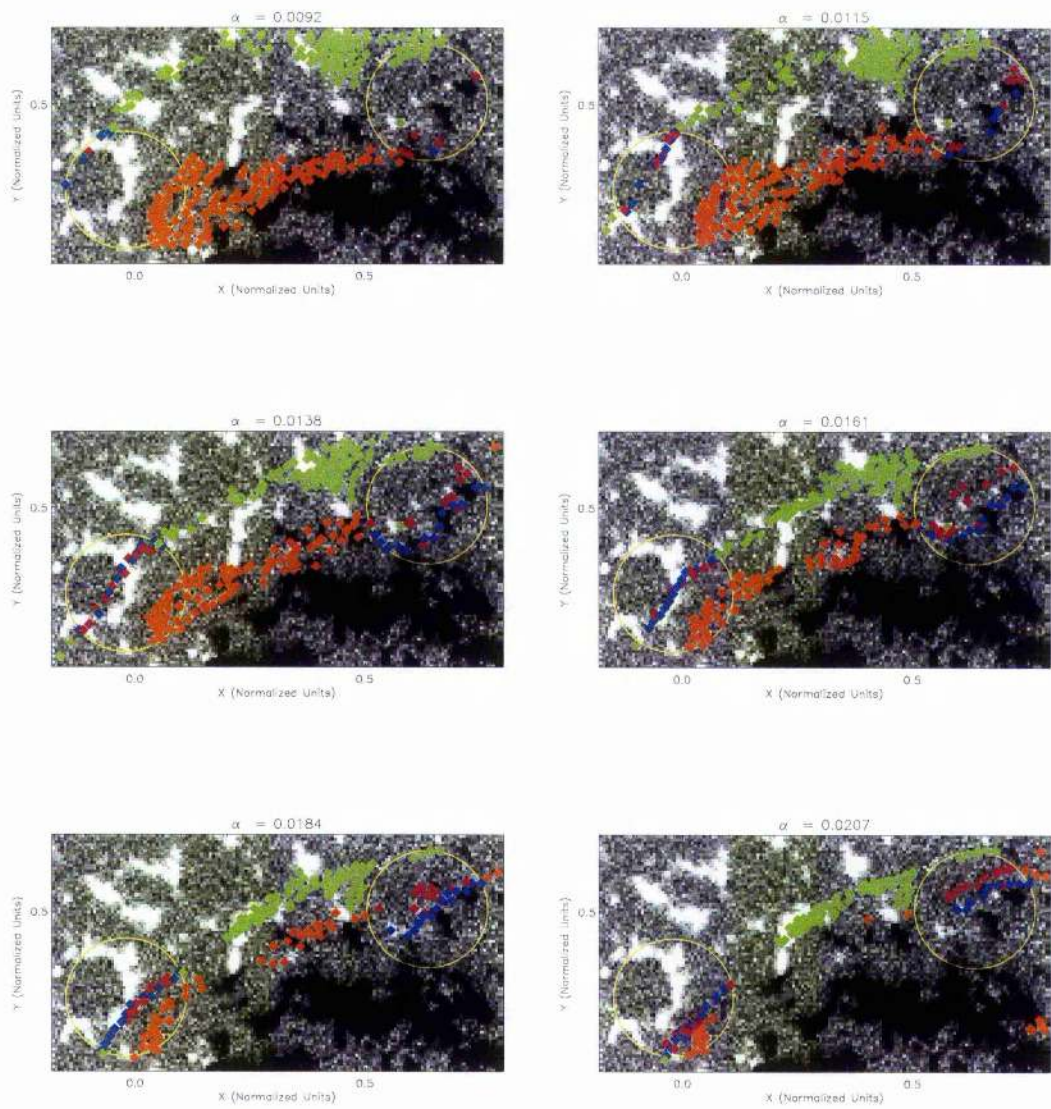 α = 0.0092
α = 0.0115
Y (Normalized Units)
0.5
0.0
0.5
X (Normalized Units)
Y (Normalized Units)
0.5
0.0
0.5
X (Normalized Units)
α = 0.0138
α = 0.0161
Y (Normalized Units)
0.5
0.0
0.5
X (Normalized Units)
Y (Normalized Units)
0.5
0.0
0.5
X (Normalized Units)
α = 0.0184
α = 0.0207
Y (Normalized Units)
0.5
0.0
0.5
X (Normalized Units)
Y (Normalized Units)
0.5
0.0
0.5
X (Normalized Units)